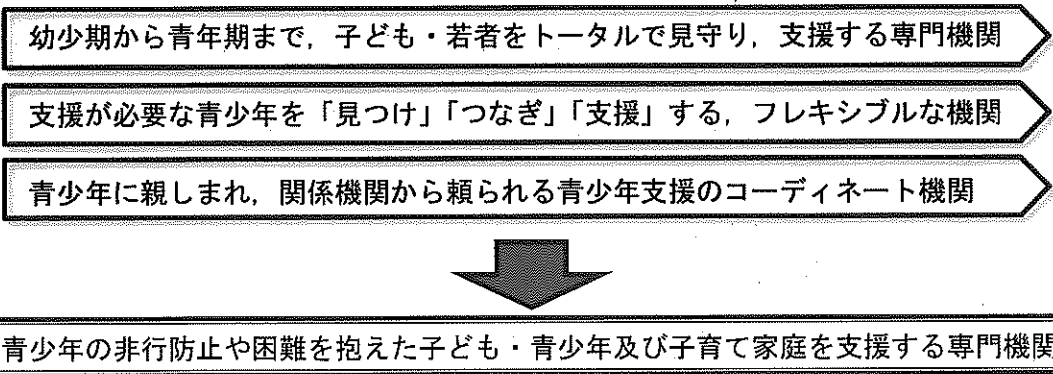 幼少期から青年期まで，子ども・若者をトータルで見守り，支援する専門機関
支援が必要な青少年を「見つけ」「つなぎ」「支援」する，フレキシブルな機関
青少年に親しまれ，関係機関から頼られる青少年支援のコーディネート機関
青少年の非行防止や困難を抱えた子ども・青少年及び子育て家庭を支援する専門機関